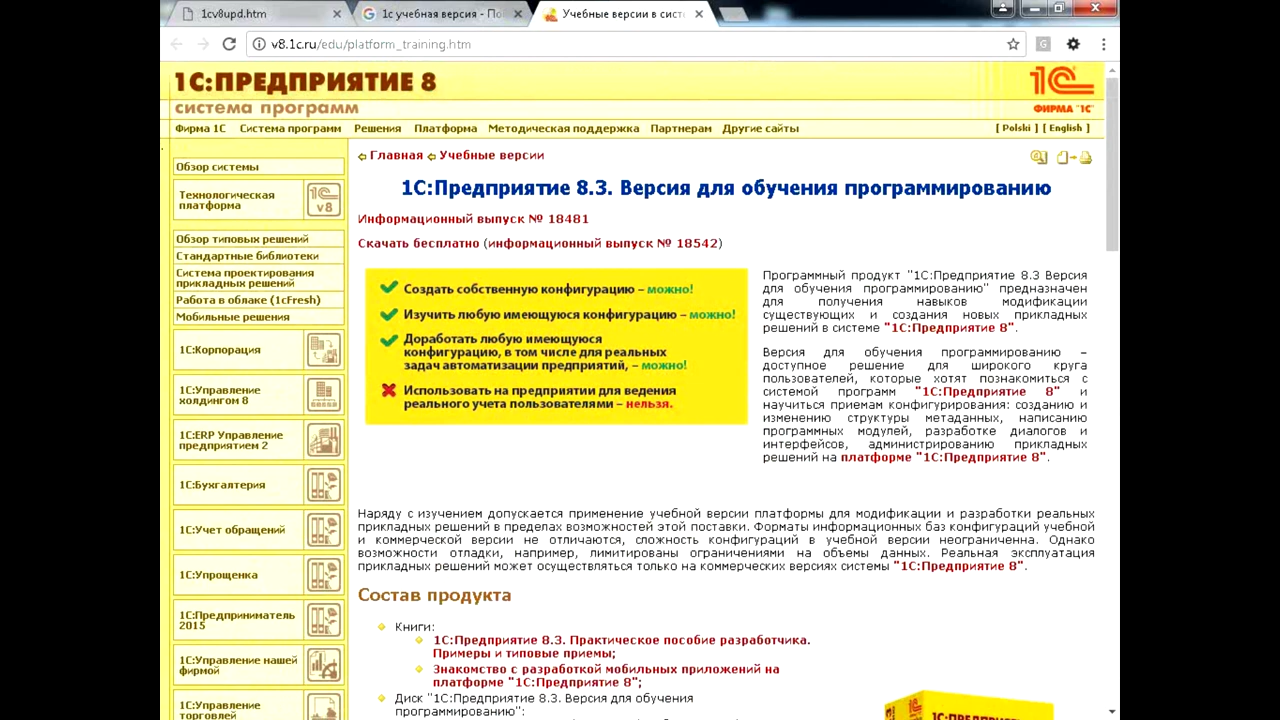 1cv8upd.htm
1с учебная версия - По
Учебные версии в сист
v8.1c.ru/edu/platform_training.htm
1С:ПРЕДПРИЯТИЕ 8
система программ
ФИРМА "1С"
Фирма 1С Система программ Решения Платформа Методическая поддержка Партнерам Другие сайты [ Polski ] [ English ]
Главная Учебные версии
Обзор системы
Технологическая
платформа
v8
Обзор типовых решений
Стандартные библиотеки
Система проектирования
прикладных решений
Работа в облаке (1cFresh)
Мобильные решения
1С:Корпорация
1С:Управление
холдингом 8
1С:ERP Управление
предприятием 2
1С:Бухгалтерия
1С:Учет обращений
1С:Упрощенка
1С:Предприниматель
2015
1С:Управление нашей
фирмой
1С:Управление
торговлей
1С:Предприятие 8.3. Версия для обучения программированию
Информационный выпуск № 18481
Скачать бесплатно (информационный выпуск № 18542)
Создать собственную конфигурацию – можно!
Изучить любую имеющуюся конфигурацию – можно!
Доработать любую имеющуюся
конфигурацию, в том числе для реальных
задач автоматизации предприятий, – можно!
Использовать на предприятии для ведения
реального учета пользователями – нельзя.
Программный продукт "1С:Предприятие 8.3 Версия
для обучения программированию" предназначен
для получения навыков модификации
существующих и создания новых прикладных
решений в системе "1С:Предприятие 8".
Версия для обучения программированию –
доступное решение для широкого круга
пользователей, которые хотят познакомиться с
системой программ "1С:Предприятие 8" и
научиться приемам конфигурирования: созданию и
изменению структуры метаданных, написанию
программных модулей, разработке диалогов и
интерфейсов, администрированию прикладных
решений на платформе "1С:Предприятие 8".
Наряду с изучением допускается применение учебной версии платформы для модификации и разработки реальных
прикладных решений в пределах возможностей этой поставки. Форматы информационных баз конфигураций учебной
и коммерческой версии не отличаются, сложность конфигураций в учебной версии неограниченна. Однако
возможности отладки, например, лимитированы ограничениями на объемы данных. Реальная эксплуатация
прикладных решений может осуществляться только на коммерческих версиях системы "1С:Предприятие 8".
Состав продукта
Книги:
1С:Предприятие 8.3. Практическое пособие разработчика.
Примеры и типовые приемы;
Знакомство с разработкой мобильных приложений на
платформе "1С:Предприятие 8";
Диск "1С:Предприятие 8.3. Версия для обучения
программированию":